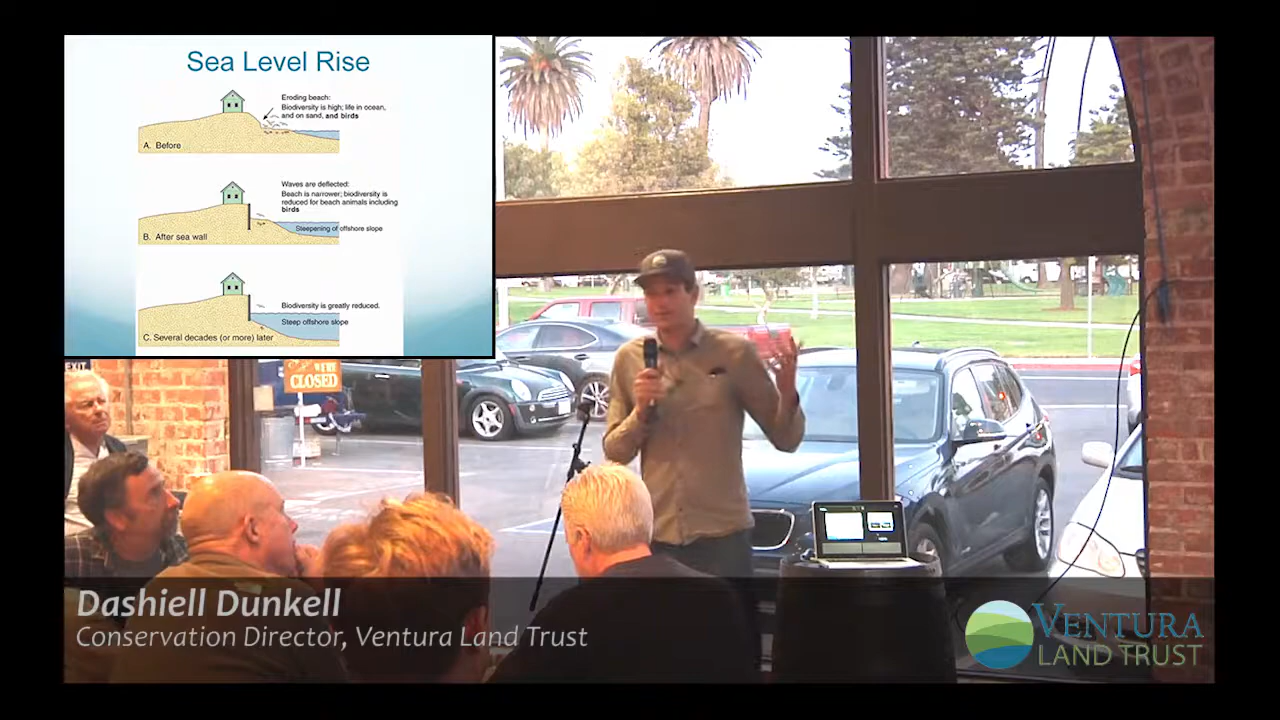 Sea Level Rise
Eroding beach:
Biodiversity is high; life in ocean,
and on sand, and birds
A. Before
Waves are deflected:
Beach is narrower; biodiversity is
reduced for beach animals including
birds
Steepening of offshore slope
B. After sea wall
Biodiversity is greatly reduced.
Steep offshore slope
C. Several decades (or more) later
EXIT
WE'RE
CLOSED
Dashiell Dunkell
Conservation Director, Ventura Land Trust
VENTURA
LAND TRUST